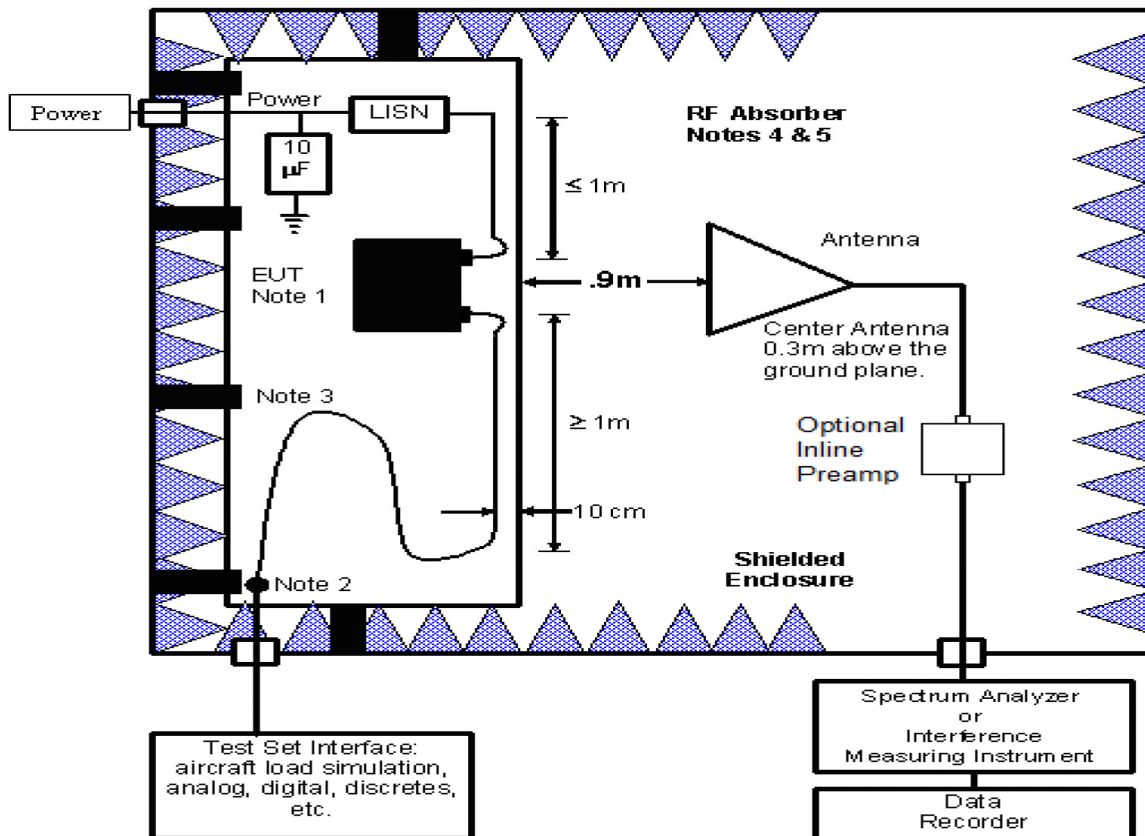 Power
Power
LISN
10
µF
RF Absorber
Notes 4 & 5
≤ 1m
EUT
Note 1
.9m
Antenna
Center Antenna
0.3m above the
ground plane.
Note 3
≥ 1m
Optional
Inline
Preamp
10 cm
Note 2
Shielded
Enclosure
Test Set Interface:
aircraft load simulation,
analog, digital, discretes,
etc.
Spectrum Analyzer
or
Interference
Measuring Instrument
Data
Recorder